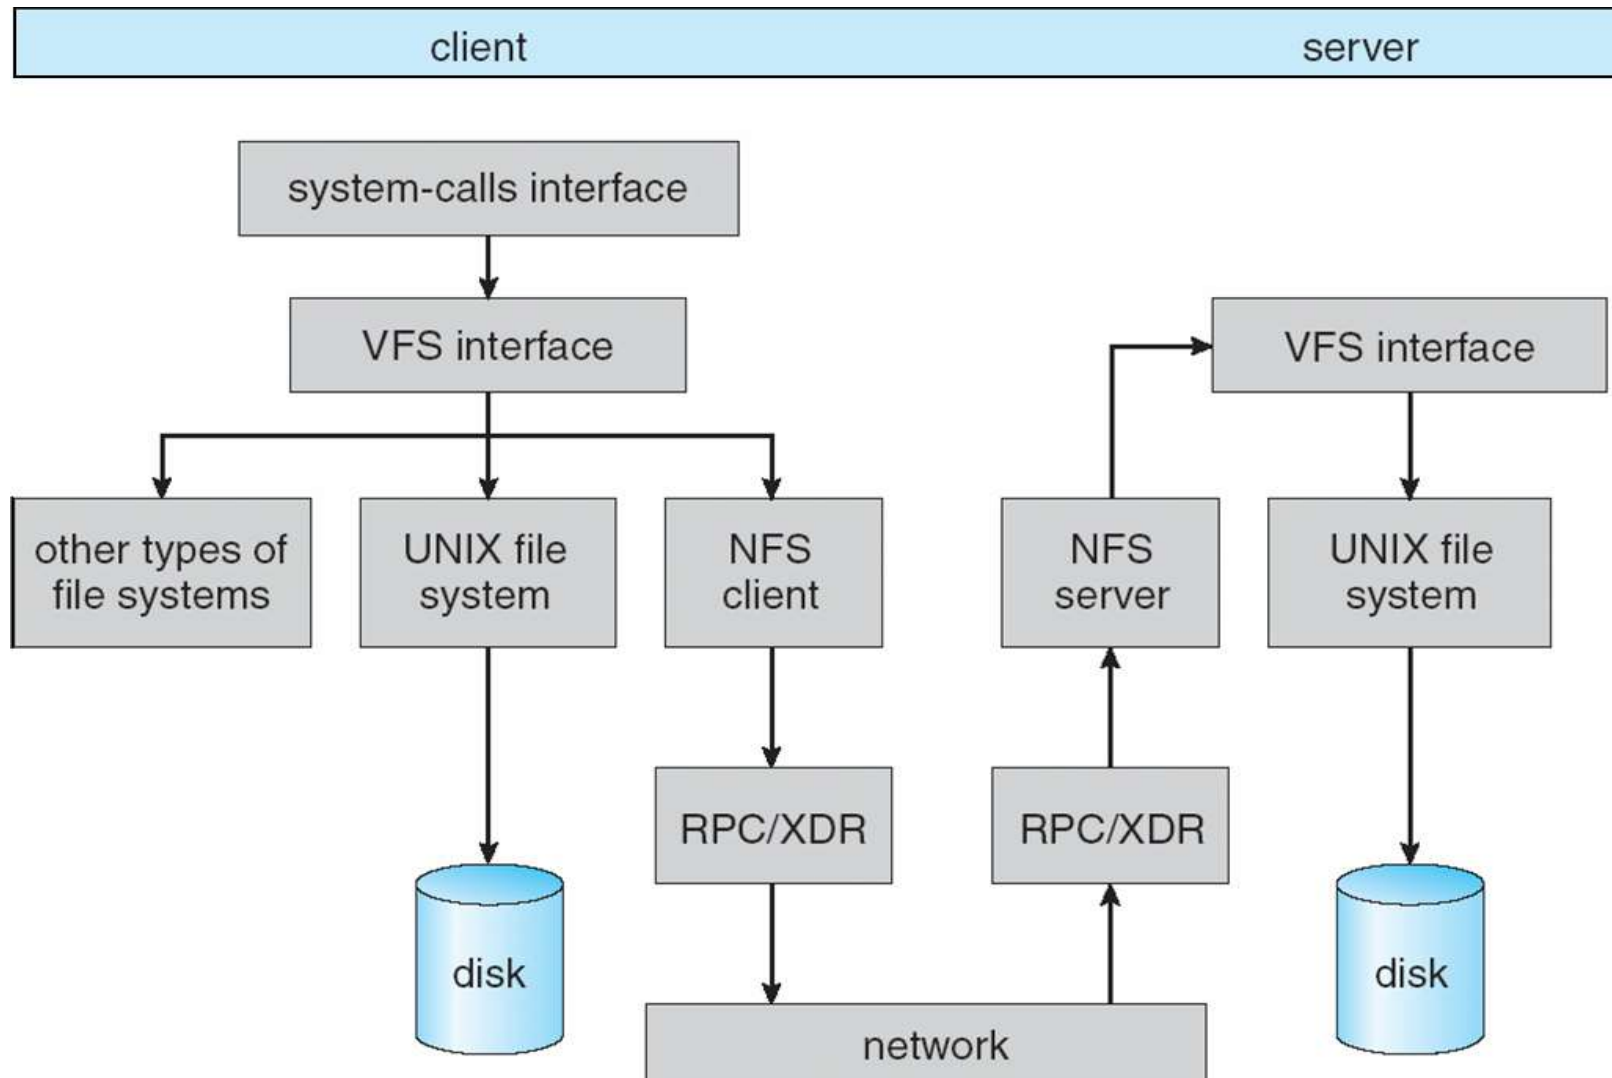 client
server
system-calls interface
VFS interface
VFS interface
other types of
file systems
UNIX file
system
NFS
client
NFS
server
UNIX file
system
RPC/XDR
RPC/XDR
disk
disk
network